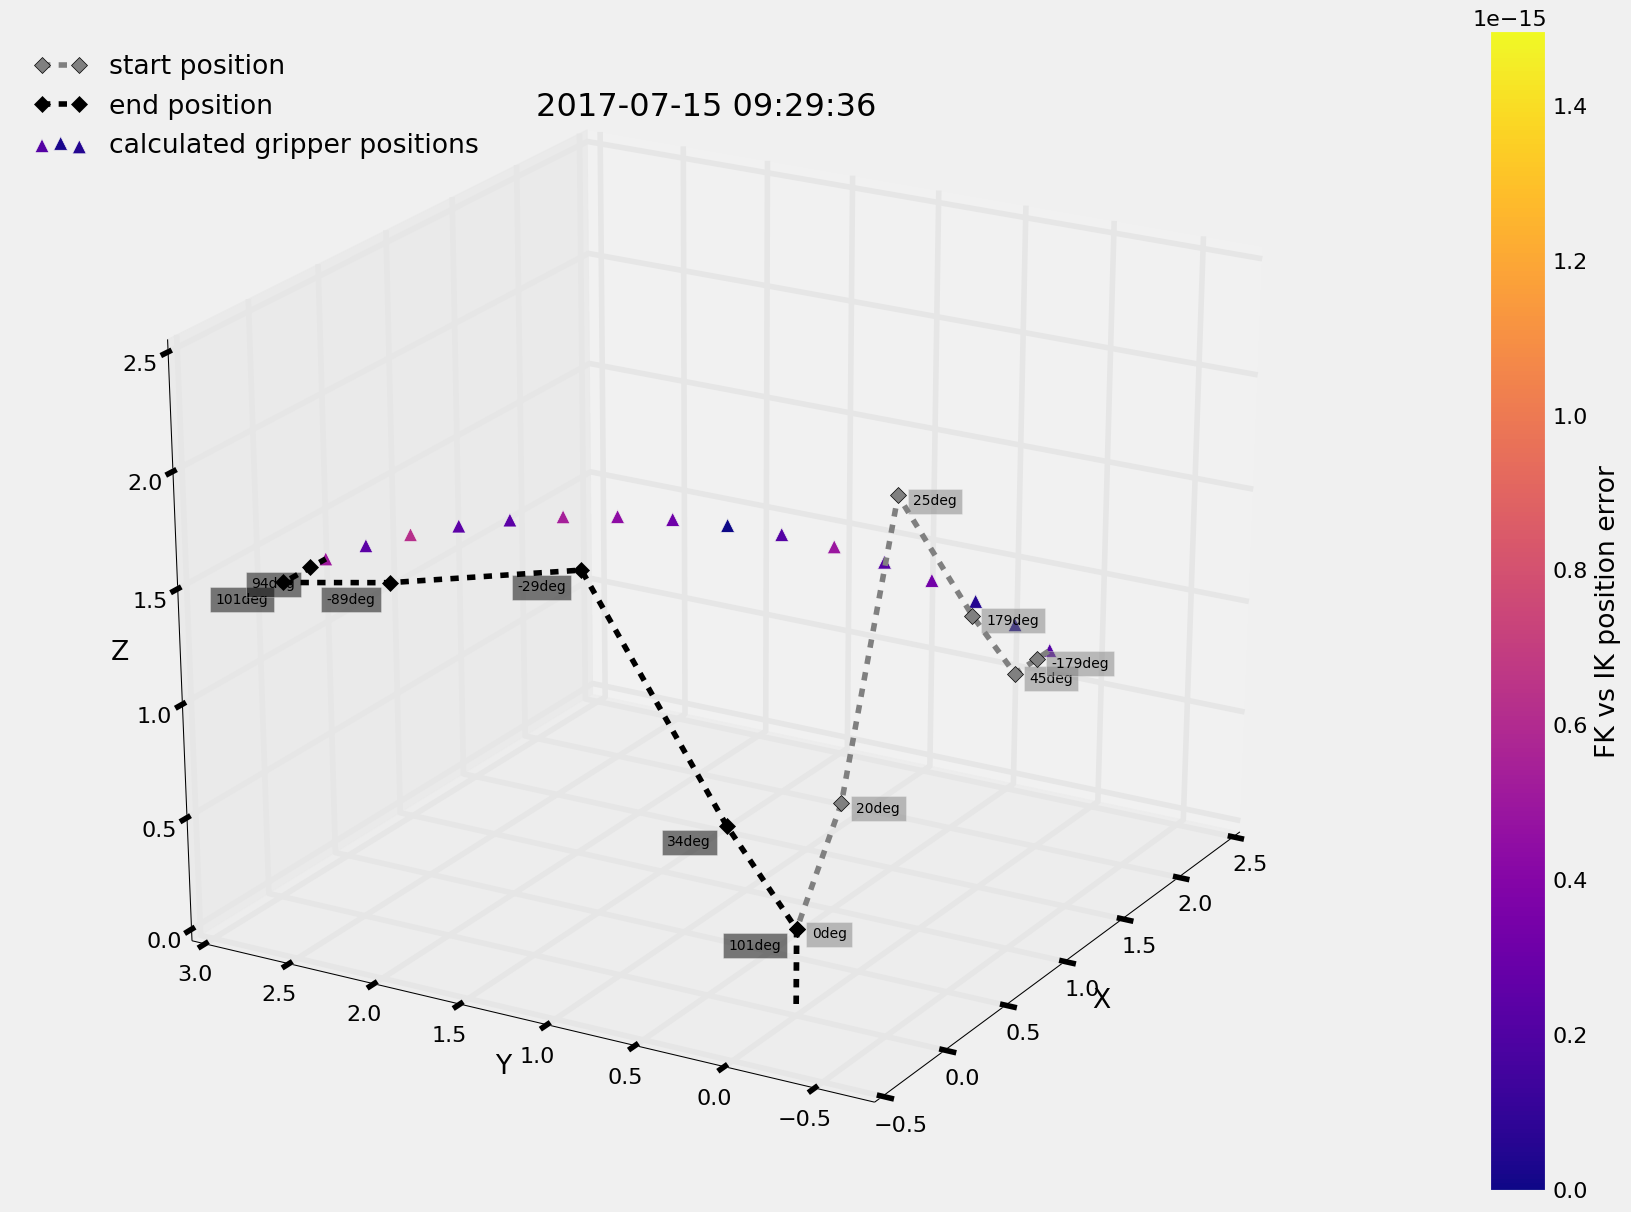 1e−15
start position
end position
calculated gripper positions
2017-07-15 09:29:36
1.4
1.2
1.0
0.8
0.6
0.4
0.2
0.0
FK vs IK position error
2.5
2.0
1.5
1.0
0.5
0.0
Z
3.0
2.5
2.0
1.5
1.0
0.5
0.0
−0.5
Y
−0.5
0.0
0.5
1.0
1.5
2.0
2.5
X
25deg
179deg
-179deg
45deg
20deg
0deg
94deg
101deg
-89deg
-29deg
34deg
101deg